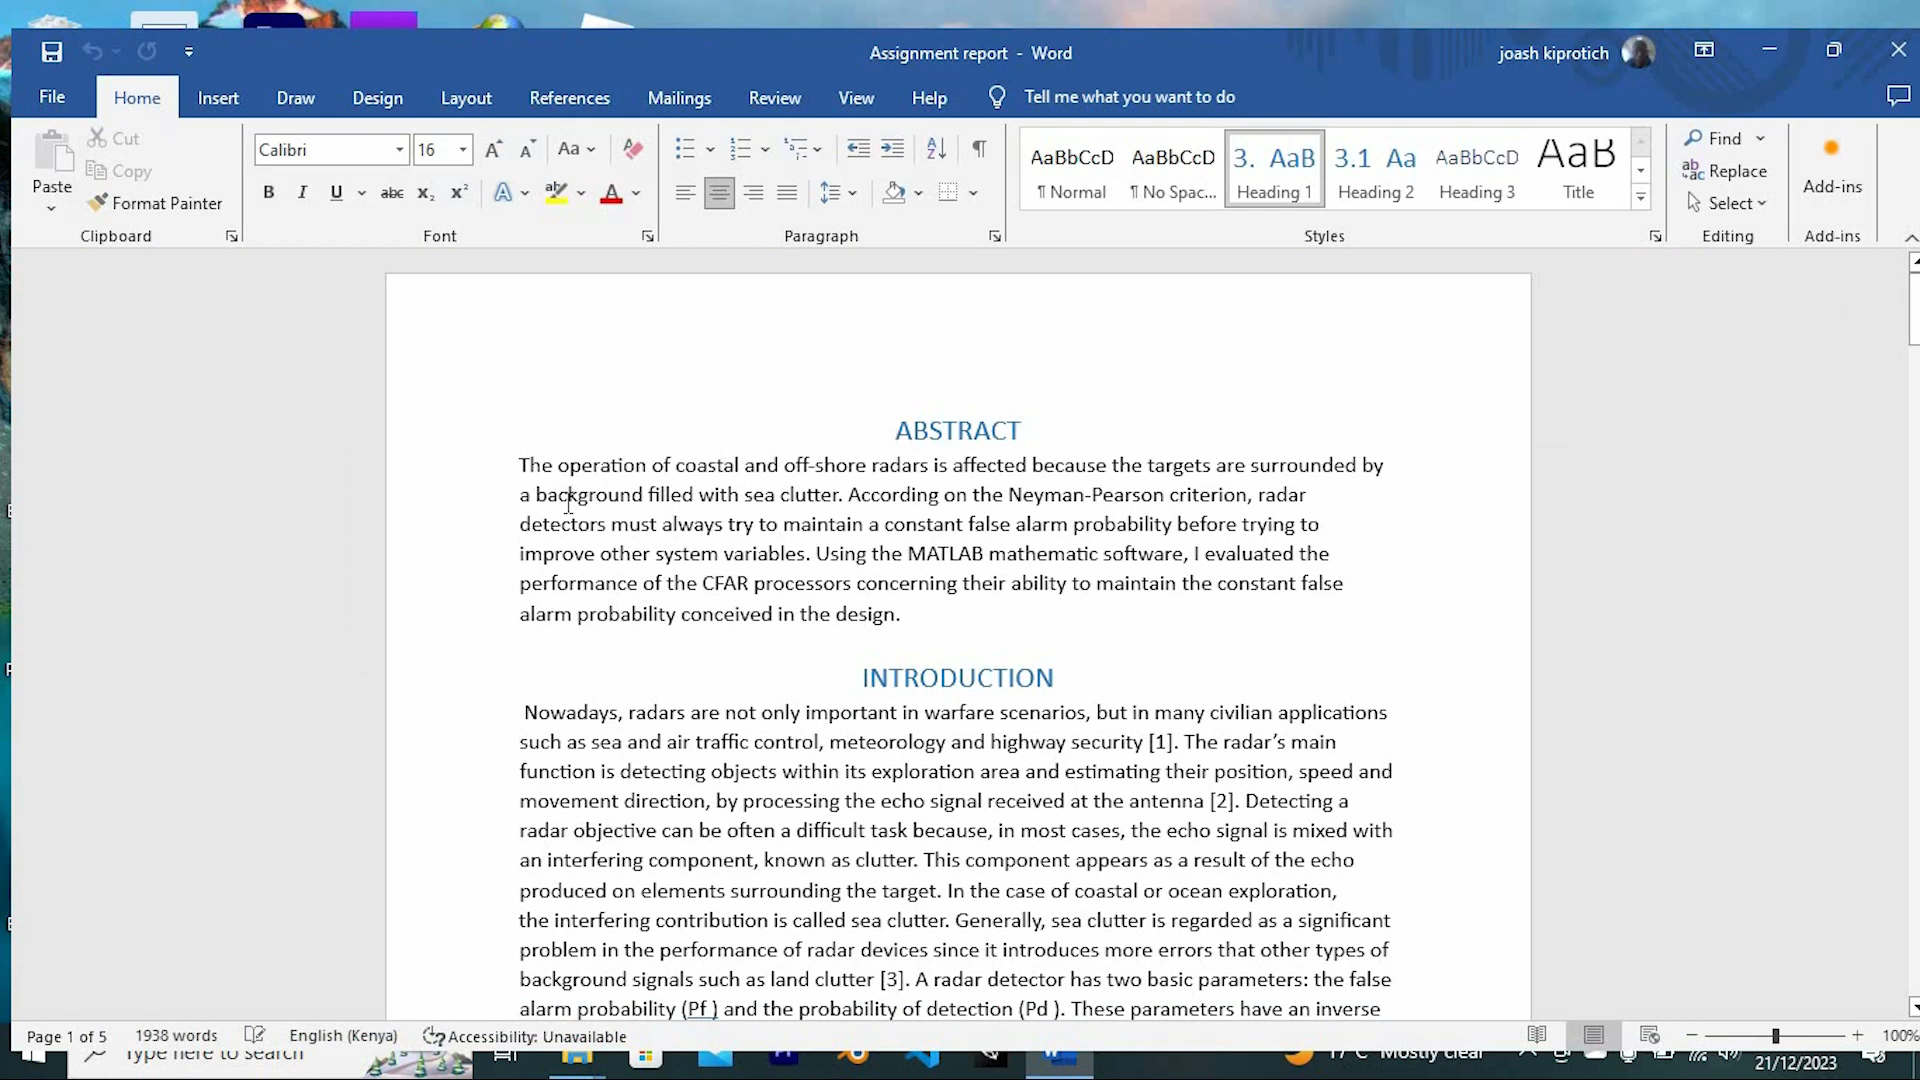 Assignment report - Word
joash kiprotich
File Home Insert Draw Design Layout References Mailings Review View Help Tell me what you want to do
Paste
Cut
Copy
Format Painter
Clipboard
Calibri 16
Font
Paragraph
AaBbCcD AaBbCcD 3. AaB 3.1 Aa AaBbCcD AaB
¶ Normal ¶ No Spac... Heading 1 Heading 2 Heading 3 Title
Styles
Find
Replace
Select
Editing
Add-ins
Add-ins
ABSTRACT
The operation of coastal and off-shore radars is affected because the targets are surrounded by
a background filled with sea clutter. According on the Neyman-Pearson criterion, radar
detectors must always try to maintain a constant false alarm probability before trying to
improve other system variables. Using the MATLAB mathematic software, I evaluated the
performance of the CFAR processors concerning their ability to maintain the constant false
alarm probability conceived in the design.
INTRODUCTION
Nowadays, radars are not only important in warfare scenarios, but in many civilian applications
such as sea and air traffic control, meteorology and highway security [1]. The radar’s main
function is detecting objects within its exploration area and estimating their position, speed and
movement direction, by processing the echo signal received at the antenna [2]. Detecting a
radar objective can be often a difficult task because, in most cases, the echo signal is mixed with
an interfering component, known as clutter. This component appears as a result of the echo
produced on elements surrounding the target. In the case of coastal or ocean exploration,
the interfering contribution is called sea clutter. Generally, sea clutter is regarded as a significant
problem in the performance of radar devices since it introduces more errors that other types of
background signals such as land clutter [3]. A radar detector has two basic parameters: the false
alarm probability (Pf ) and the probability of detection (Pd ). These parameters have an inverse
Page 1 of 5 1938 words English (Kenya) Accessibility: Unavailable 100%
Type here to search
17°C Mostly clear
21/12/2023